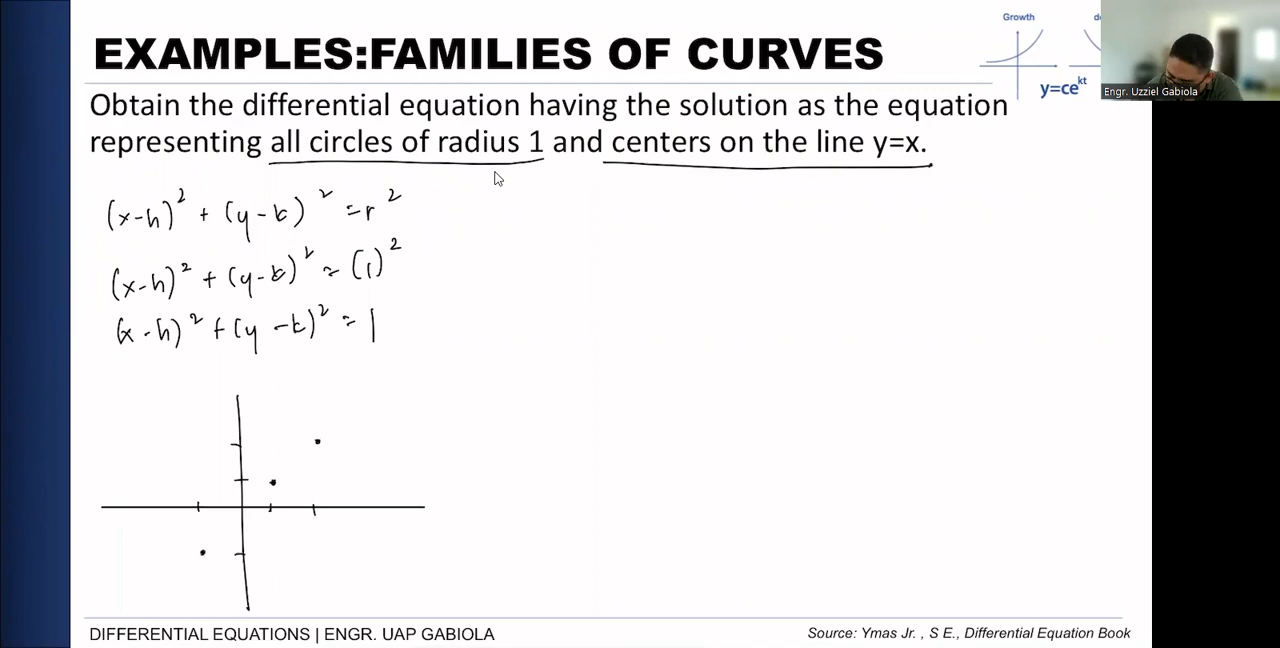 Growth
EXAMPLES:FAMILIES OF CURVES
y=ce^kt
Engr. Uzziel Gabiola
Obtain the differential equation having the solution as the equation
representing all circles of radius 1 and centers on the line y=x.
(x-h)² + (y-k)² = r²
(x-h)² + (y-k)² = (1)²
(x-h)² + (y-k)² = 1
DIFFERENTIAL EQUATIONS | ENGR. UAP GABIOLA
Source: Ymas Jr. , S E., Differential Equation Book